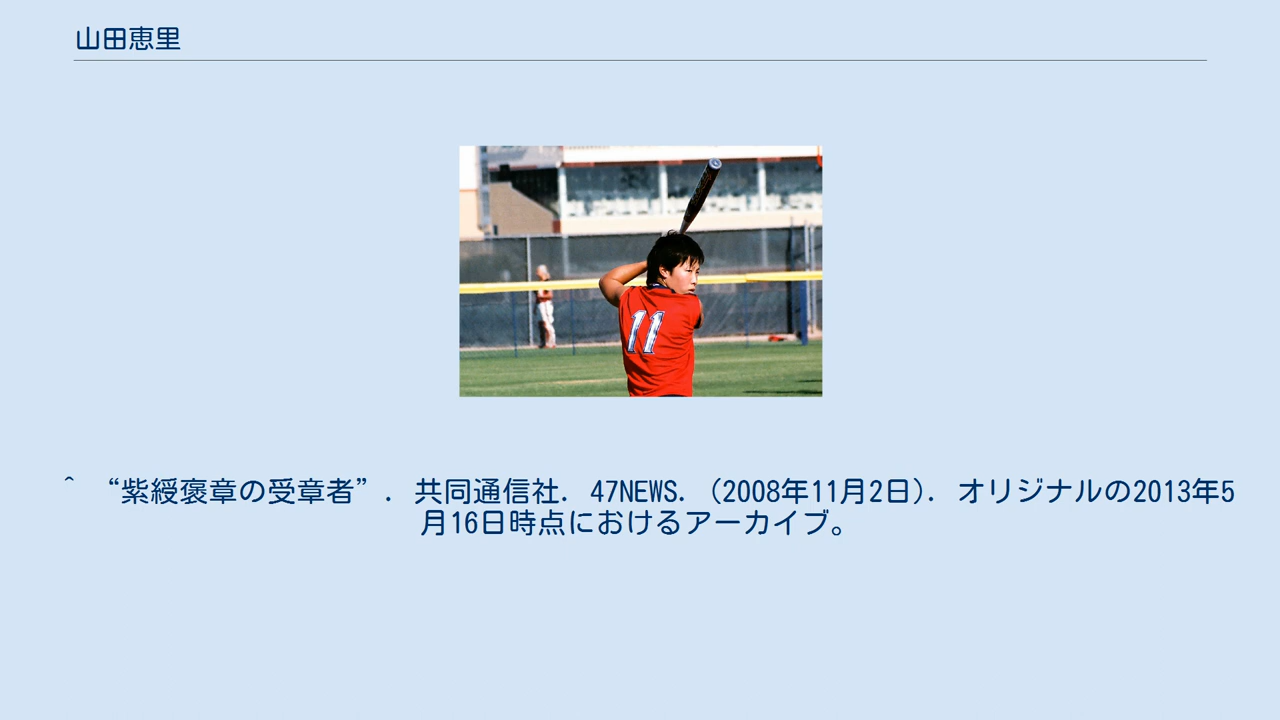 山田恵里
11
^ “紫綬褒章の受章者”. 共同通信社. 47NEWS. (2008年11月2日). オリジナルの2013年5
月16日時点におけるアーカイブ。